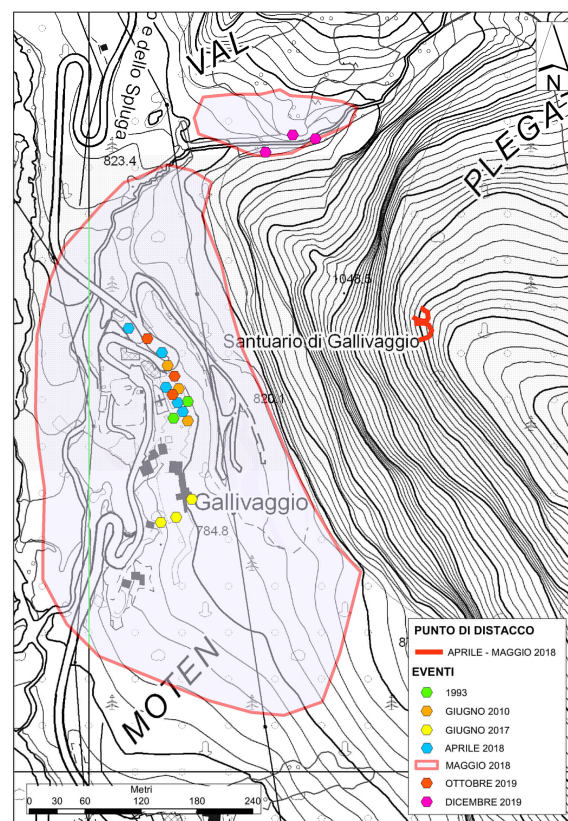 VAL
o e dello Spluga
N
PLEGA
823.4
1048.5
Santuario di Gallivaggio
820.1
Gallivaggio
784.8
MOTEN
PUNTO DI DISTACCO
APRILE - MAGGIO 2018
EVENTI
1993
GIUGNO 2010
GIUGNO 2017
APRILE 2018
MAGGIO 2018
OTTOBRE 2019
DICEMBRE 2019
Metri
0 30 60 120 180 240